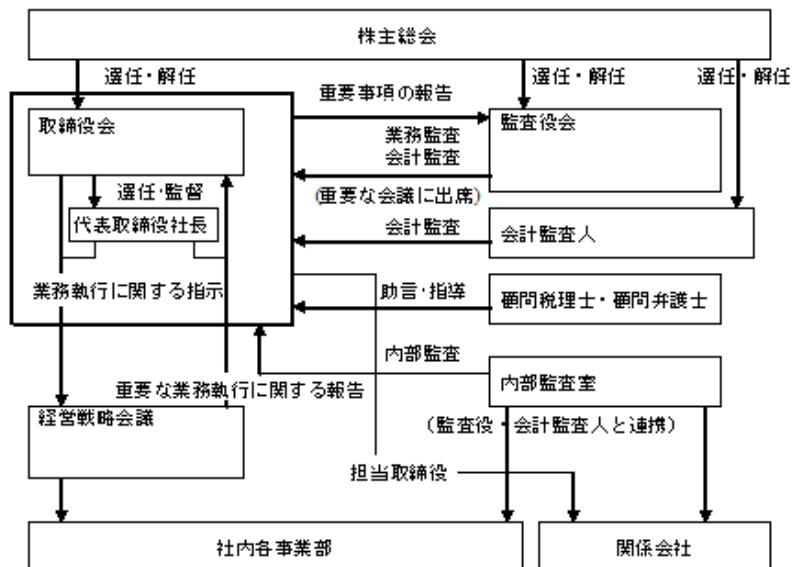 株主総会
選任・解任
選任・解任
選任・解任
重要事項の報告
取締役会
監査役会
業務監査
会計監査
選任・監督
(重要な会議に出席)
代表取締役社長
会計監査
会計監査人
業務執行に関する指示
助言・指導
顧問税理士・顧問弁護士
内部監査
内部監査室
重要な業務執行に関する報告
経営戦略会議
（監査役・会計監査人と連携）
担当取締役
社内各事業部
関係会社